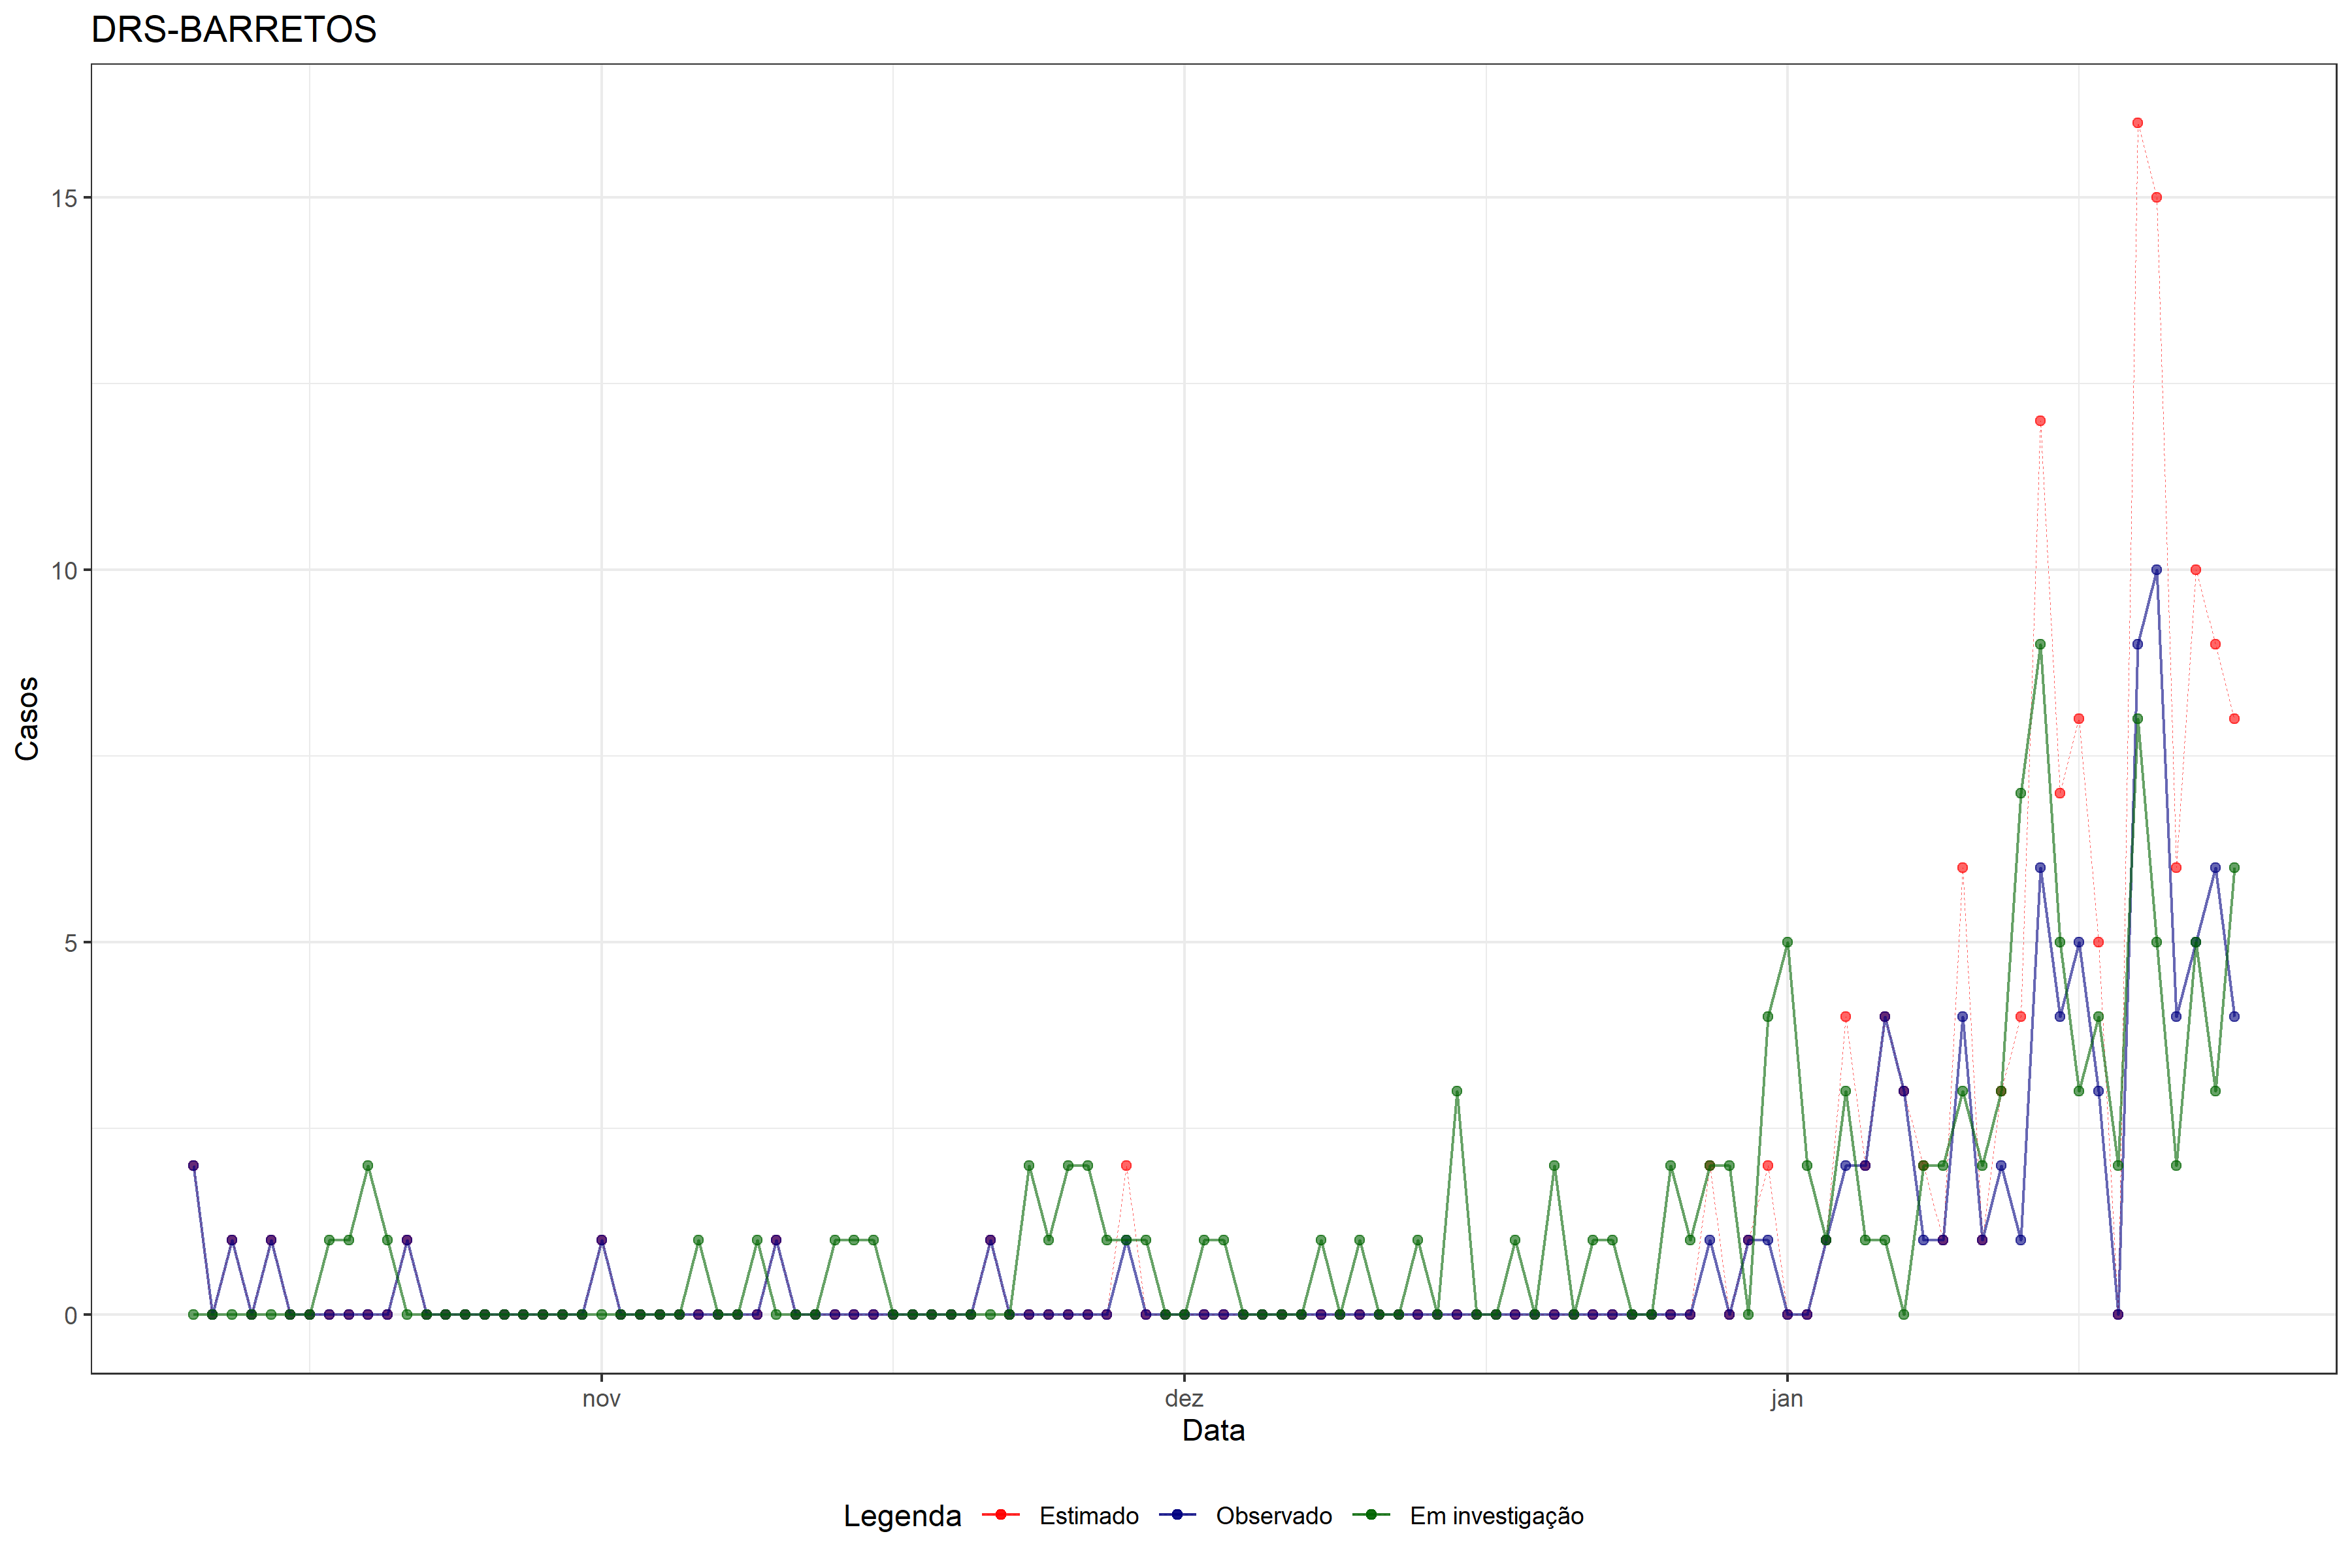 DRS-BARRETOS
Casos
15
10
5
0
nov dez jan
Data
Legenda Estimado Observado Em investigação